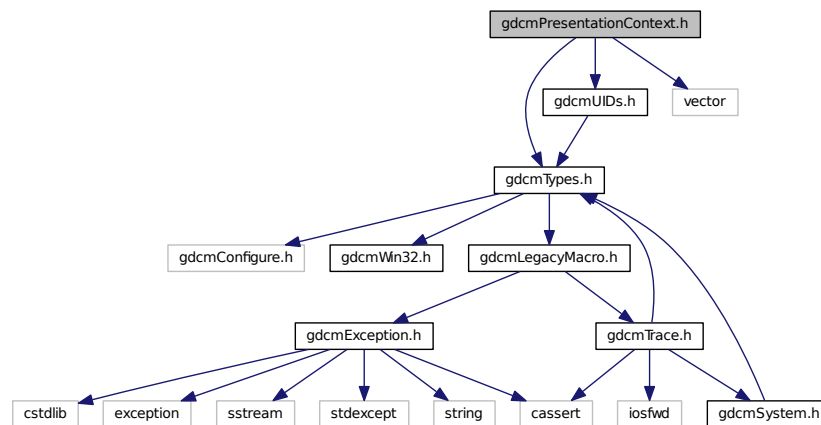 gdcmPresentationContext.h
gdcmUIDs.h
vector
gdcmTypes.h
gdcmConfigure.h
gdcmWin32.h
gdcmLegacyMacro.h
gdcmException.h
gdcmTrace.h
cstdlib
exception
sstream
stdexcept
string
cassert
iosfwd
gdcmSystem.h